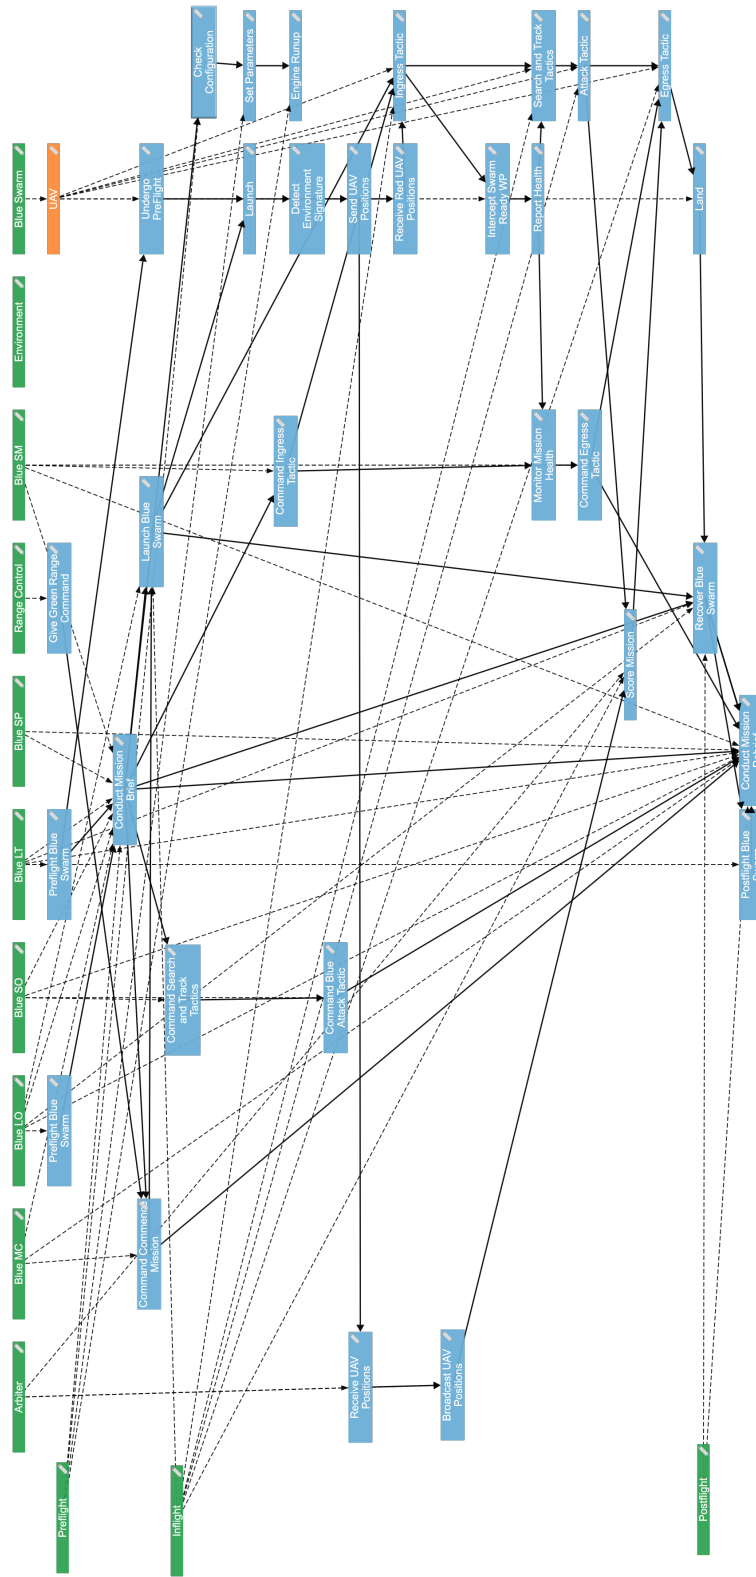 Arbiter
Blue MC
Blue LO
Blue SO
Blue LT
Blue SP
Range Control
Blue SM
Environment
Blue Swarm
Preflight
Preflight Blue
Swarm
Preflight Blue
Swarm
Give Green Range
Command
UAV
Conduct Mission
Brief
Command Commence
Mission
Launch Blue
Swarm
Undergo
PreFlight
Inflight
Command Search
and Track
Tactics
Check
Configuration
Launch
Set Parameters
Command Ingress
Tactic
Detect
Environment
Signature
Engine Runup
Command Blue
Attack Tactic
Receive UAV
Positions
Send UAV
Positions
Receive Red UAV
Positions
Ingress Tactic
Broadcast UAV
Positions
Intercept Swarm
Ready WP
Monitor Mission
Health
Report Health
Search and Track
Tactics
Command Egress
Tactic
Attack Tactic
Score Mission
Egress Tactic
Postflight
Recover Blue
Swarm
Land
Postflight Blue
Conduct Mission